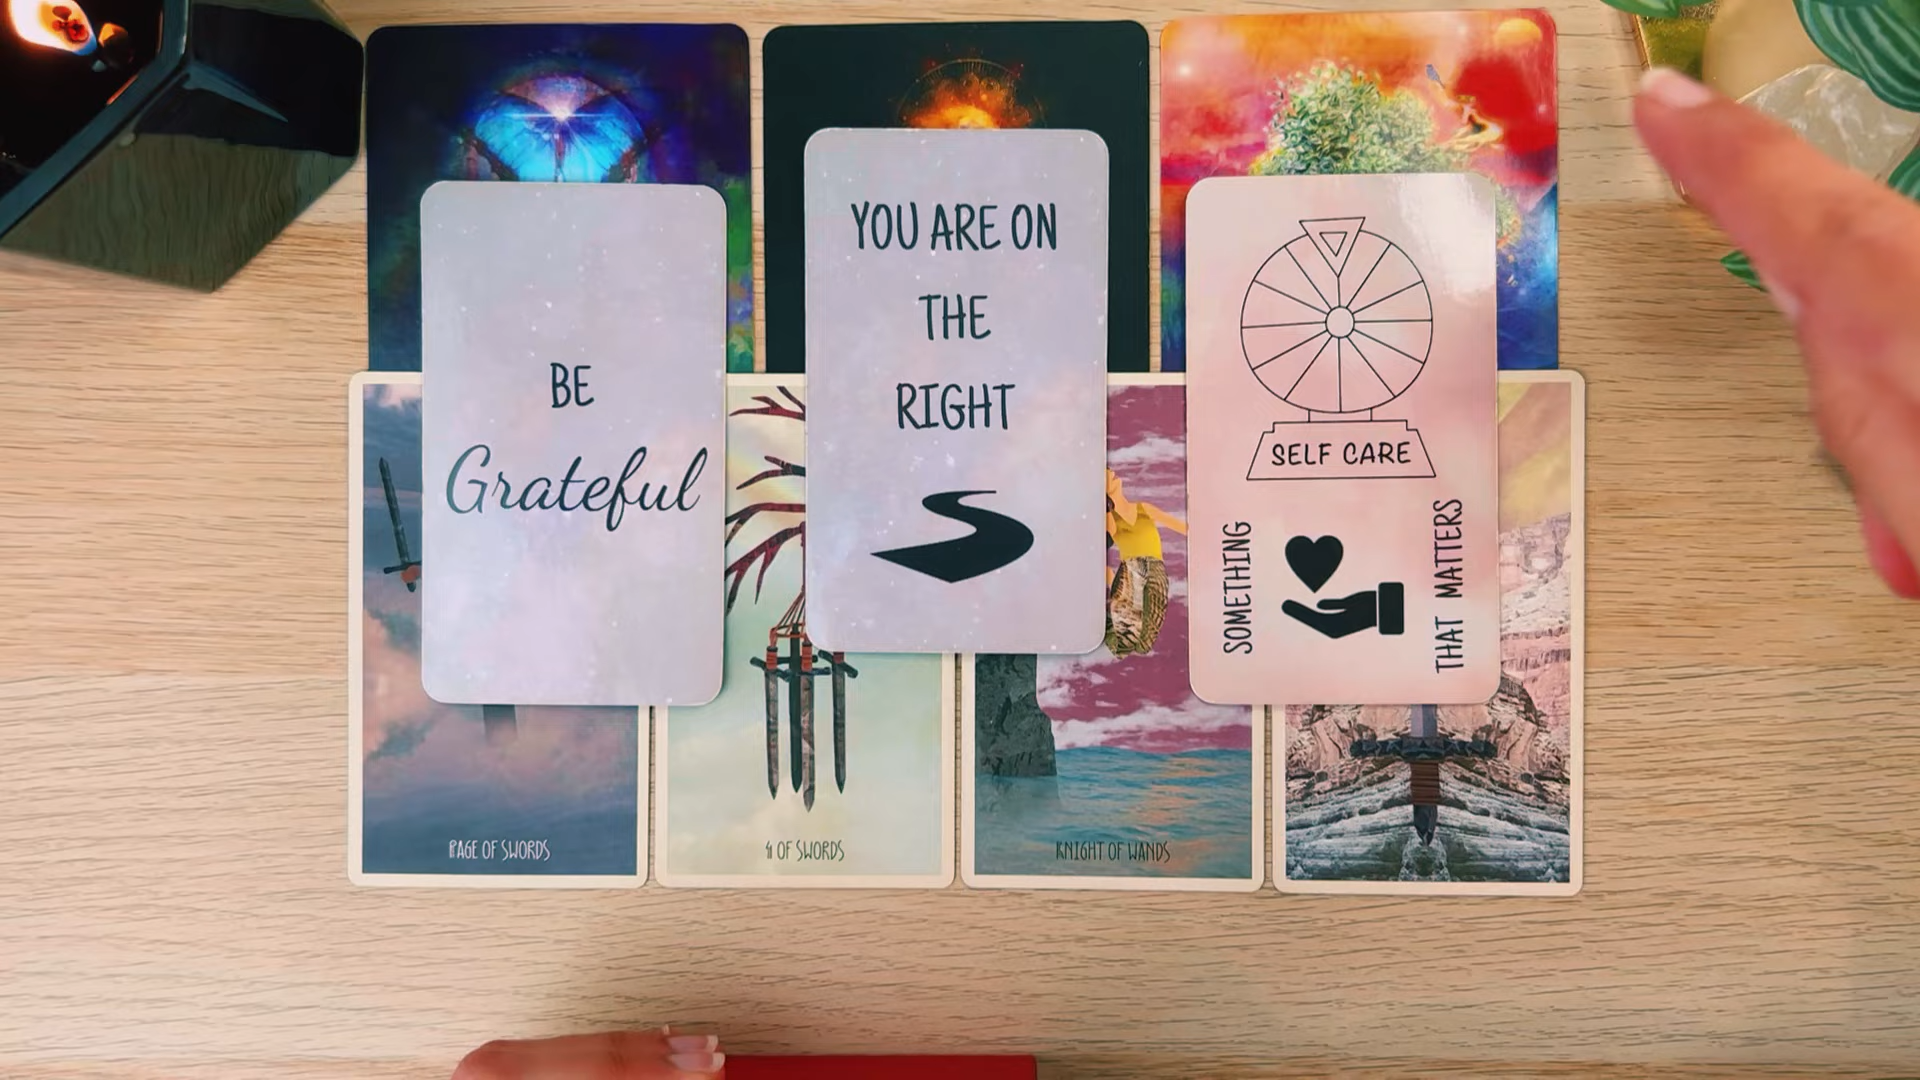 BE
Grateful
YOU ARE ON
THE
RIGHT
SELF CARE
SOMETHING
THAT MATTERS
PAGE OF SWORDS
4 OF SWORDS
KNIGHT OF WANDS